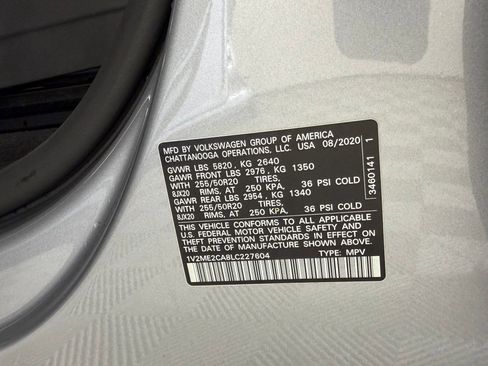 MFD BY VOLKSWAGEN GROUP OF AMERICA
CHATTANOOGA OPERATIONS, LLC. USA 08/2020
GVWR LBS 5820, KG 2640
GAWR FRONT LBS 2976, KG 1350
WITH 255/50R20 TIRES,
8JX20 RIMS, AT 250 KPA, 36 PSI COLD
GAWR REAR LBS 2954, KG 1340
WITH 255/50R20 TIRES,
8JX20 RIMS, AT 250 KPA, 36 PSI COLD
THIS VEHICLE CONFORMS TO ALL APPLICABLE
U.S. FEDERAL MOTOR VEHICLE SAFETY AND
THEFT PREVENTION STANDARDS IN EFFECT ON
THE DATE OF MANUFACTURE SHOWN ABOVE.
1V2ME2CA8LC227604 TYPE: MPV
3460141 1